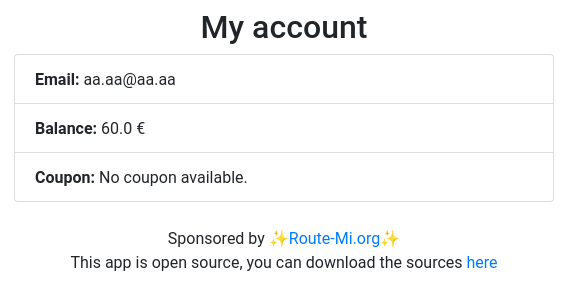 My account
Email: aa.aa@aa.aa
Balance: 60.0 €
Coupon: No coupon available.
Sponsored by ✨Route-Mi.org✨
This app is open source, you can download the sources here